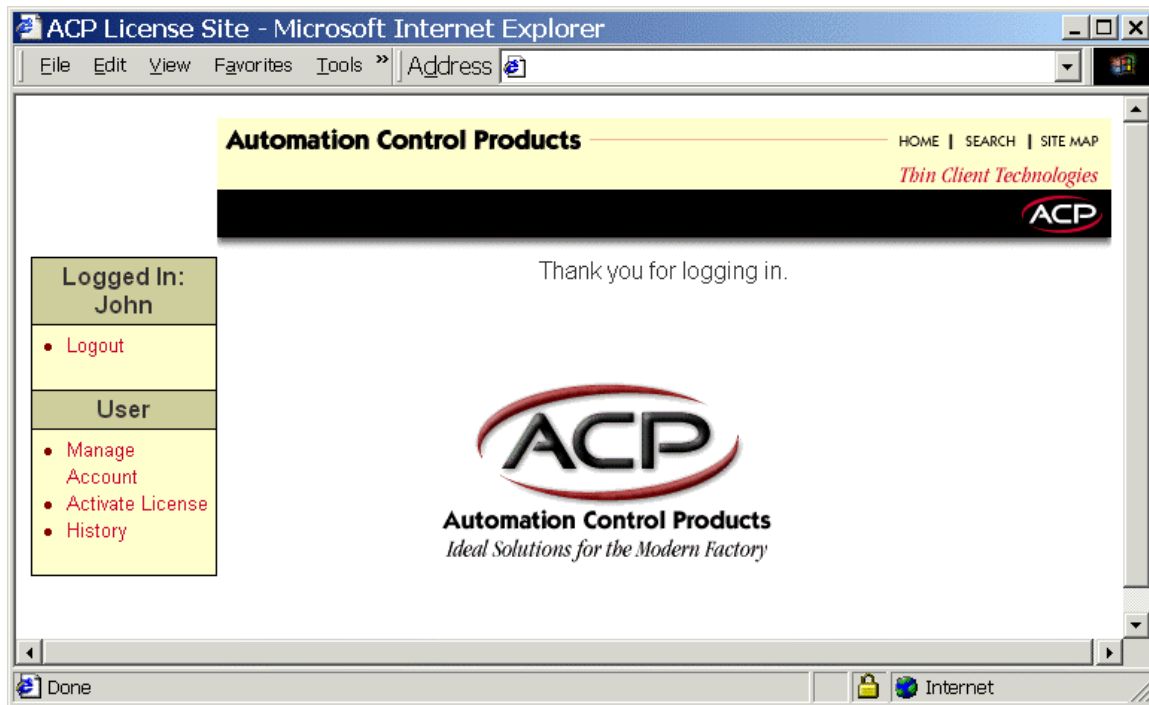 ACP License Site - Microsoft Internet Explorer
File Edit View Favorites Tools » Address
Automation Control Products HOME | SEARCH | SITE MAP
Thin Client Technologies
ACP
Logged In:
John
Thank you for logging in.
• Logout
User
• Manage
Account
• Activate License
• History
ACP
Automation Control Products
Ideal Solutions for the Modern Factory
Done Internet